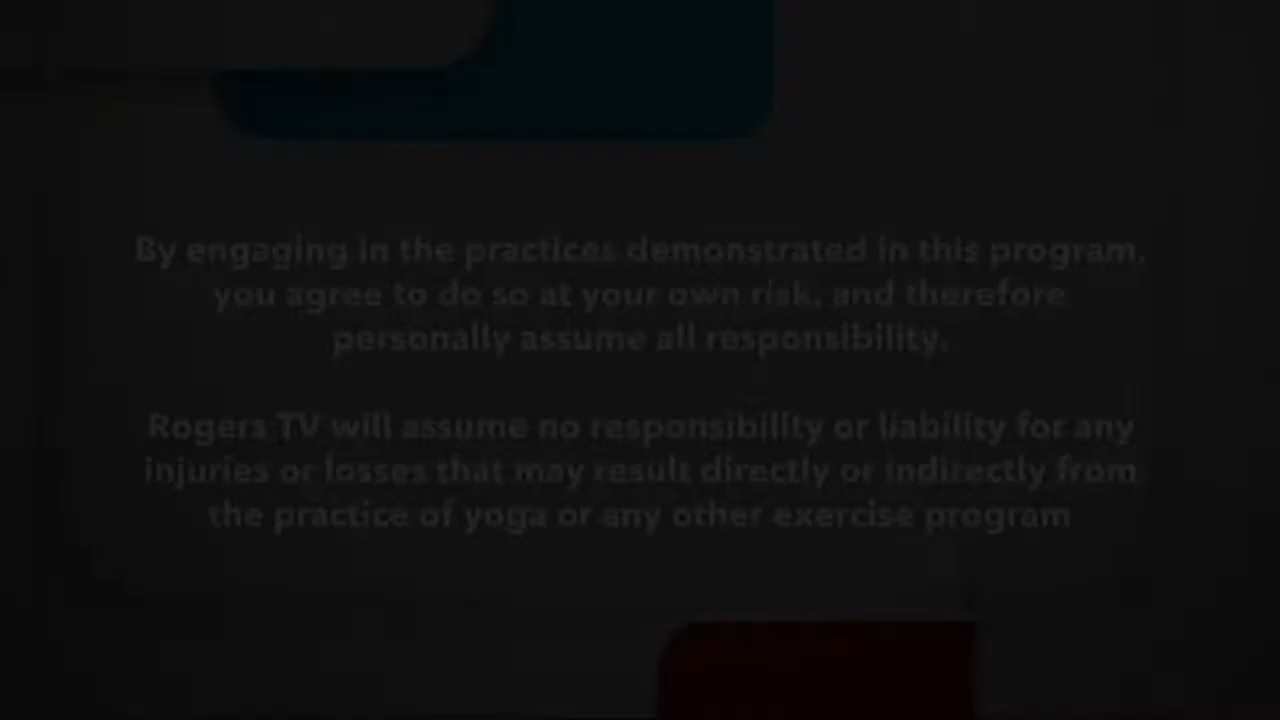 By engaging in the practices demonstrated in this program,
you agree to do so at your own risk, and therefore
personally assume all responsibility.
Rogers TV will assume no responsibility or liability for any
injuries or losses that may result directly or indirectly from
the practice of yoga or any other exercise program